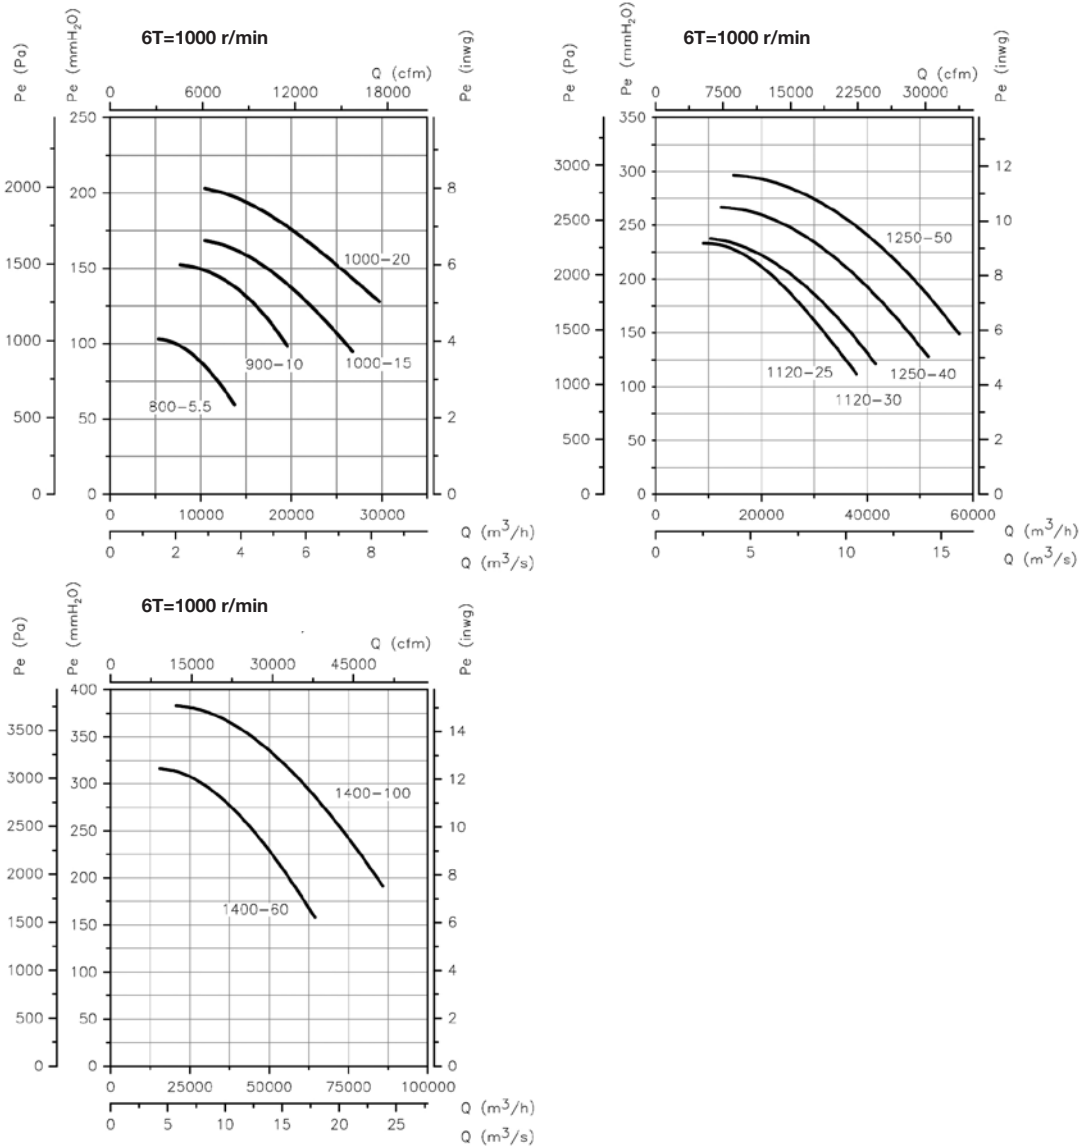 6T=1000 r/min
Pe (Pa)
Pe (mmH2O)
Pe (inwg)
Q (cfm)
0 6000 12000 18000
250
200
150
100
50
0
2000
1500
1000
500
0
8
6
4
2
0
1000-20
1000-15
900-10
800-5.5
0 10000 20000 30000
Q (m³/h)
0 2 4 6 8
Q (m³/s)
6T=1000 r/min
Pe (Pa)
Pe (mmH2O)
Pe (inwg)
Q (cfm)
0 7500 15000 22500 30000
350
300
250
200
150
100
50
0
3000
2500
2000
1500
1000
500
0
12
10
8
6
4
2
0
1250-50
1120-25
1250-40
1120-30
0 20000 40000 60000
Q (m³/h)
0 5 10 15
Q (m³/s)
6T=1000 r/min
Pe (Pa)
Pe (mmH2O)
Pe (inwg)
Q (cfm)
0 15000 30000 45000
400
350
300
250
200
150
100
50
0
3500
3000
2500
2000
1500
1000
500
0
14
12
10
8
6
4
2
0
1400-100
1400-60
0 25000 50000 75000 100000
Q (m³/h)
0 5 10 15 20 25
Q (m³/s)